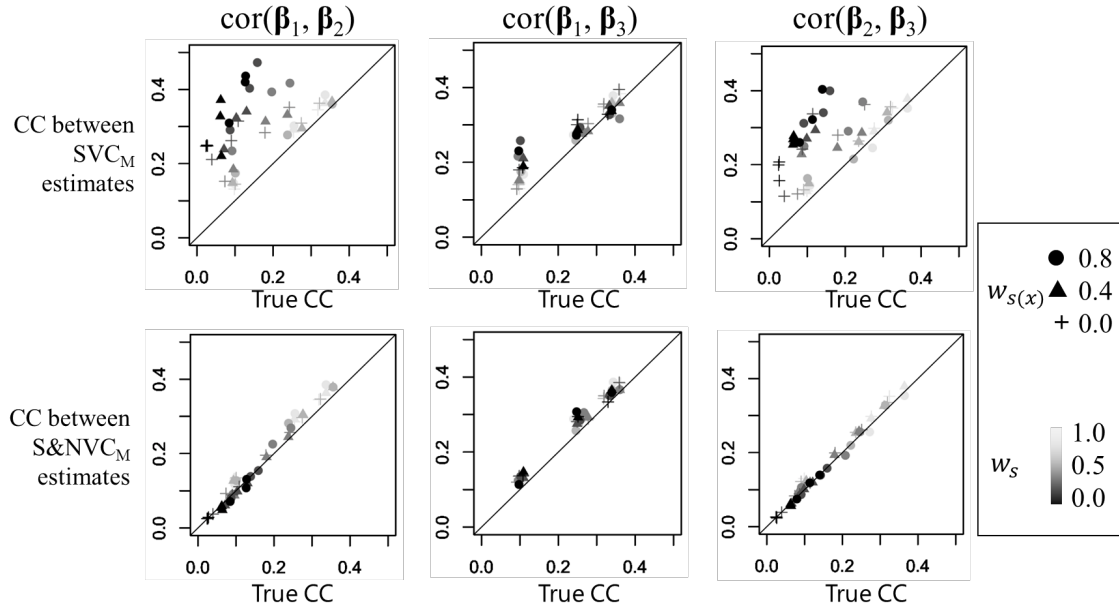 cor(β₁, β₂)
cor(β₁, β₃)
cor(β₂, β₃)
CC between
SVC_M
estimates
0.4
0.2
0.0
0.0 0.2 0.4
True CC
0.4
0.2
0.0
0.0 0.2 0.4
True CC
0.4
0.2
0.0
0.0 0.2 0.4
True CC
CC between
S&NVC_M
estimates
0.4
0.2
0.0
0.0 0.2 0.4
True CC
0.4
0.2
0.0
0.0 0.2 0.4
True CC
0.4
0.2
0.0
0.0 0.2 0.4
True CC
0.8
w_s(x) 0.4
0.0
1.0
w_s 0.5
0.0